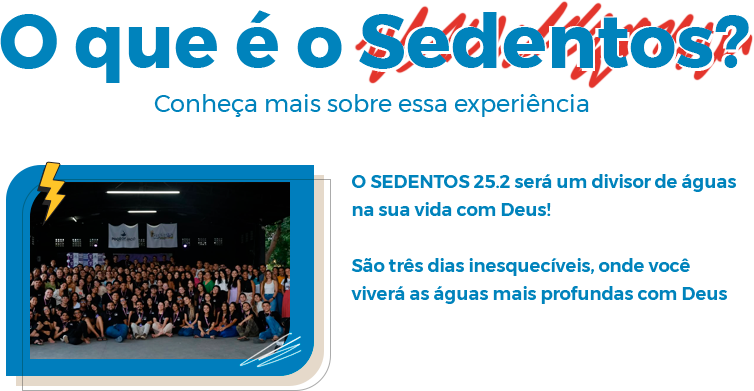 O que é o Sedentos?
Conheça mais sobre essa experiência
O SEDENTOS 25.2 será um divisor de águas
na sua vida com Deus!
São três dias inesquecíveis, onde você
viverá as águas mais profundas com Deus